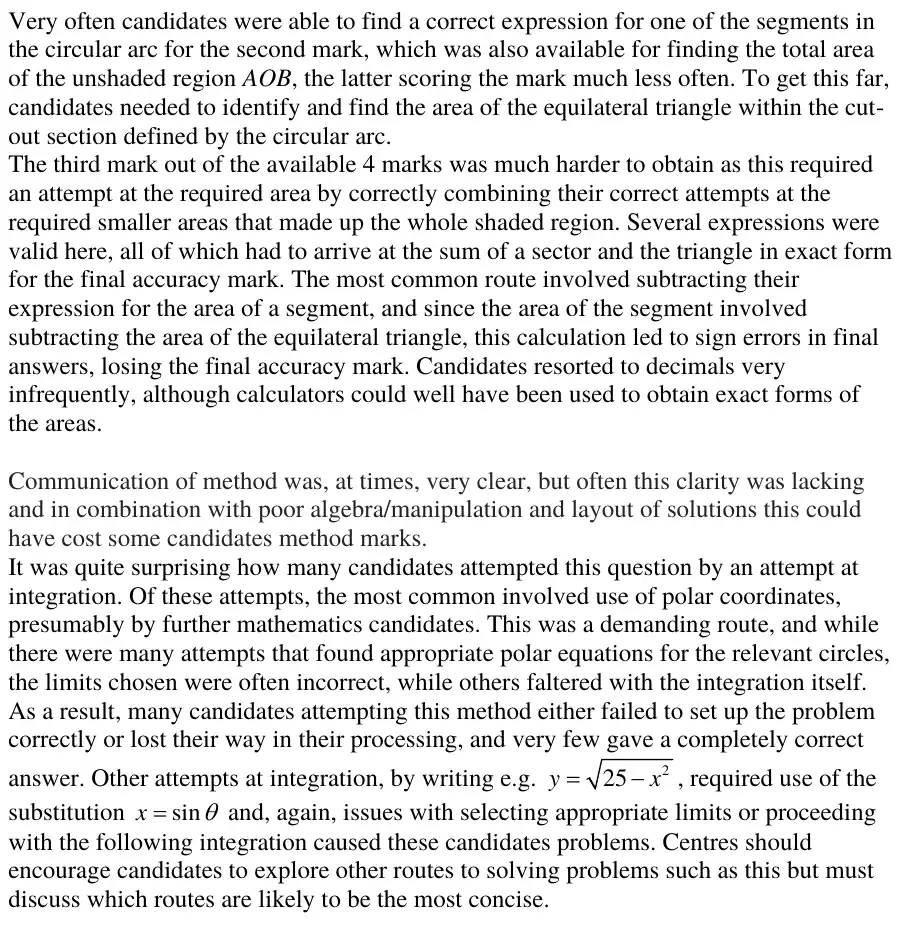 Very often candidates were able to find a correct expression for one of the segments in
the circular arc for the second mark, which was also available for finding the total area
of the unshaded region AOB, the latter scoring the mark much less often. To get this far,
candidates needed to identify and find the area of the equilateral triangle within the cut-
out section defined by the circular arc.
The third mark out of the available 4 marks was much harder to obtain as this required
an attempt at the required area by correctly combining their correct attempts at the
required smaller areas that made up the whole shaded region. Several expressions were
valid here, all of which had to arrive at the sum of a sector and the triangle in exact form
for the final accuracy mark. The most common route involved subtracting their
expression for the area of a segment, and since the area of the segment involved
subtracting the area of the equilateral triangle, this calculation led to sign errors in final
answers, losing the final accuracy mark. Candidates resorted to decimals very
infrequently, although calculators could well have been used to obtain exact forms of
the areas.
Communication of method was, at times, very clear, but often this clarity was lacking
and in combination with poor algebra/manipulation and layout of solutions this could
have cost some candidates method marks.
It was quite surprising how many candidates attempted this question by an attempt at
integration. Of these attempts, the most common involved use of polar coordinates,
presumably by further mathematics candidates. This was a demanding route, and while
there were many attempts that found appropriate polar equations for the relevant circles,
the limits chosen were often incorrect, while others faltered with the integration itself.
As a result, many candidates attempting this method either failed to set up the problem
correctly or lost their way in their processing, and very few gave a completely correct
answer. Other attempts at integration, by writing e.g. y = √25 − x² , required use of the
substitution x = sin θ and, again, issues with selecting appropriate limits or proceeding
with the following integration caused these candidates problems. Centres should
encourage candidates to explore other routes to solving problems such as this but must
discuss which routes are likely to be the most concise.